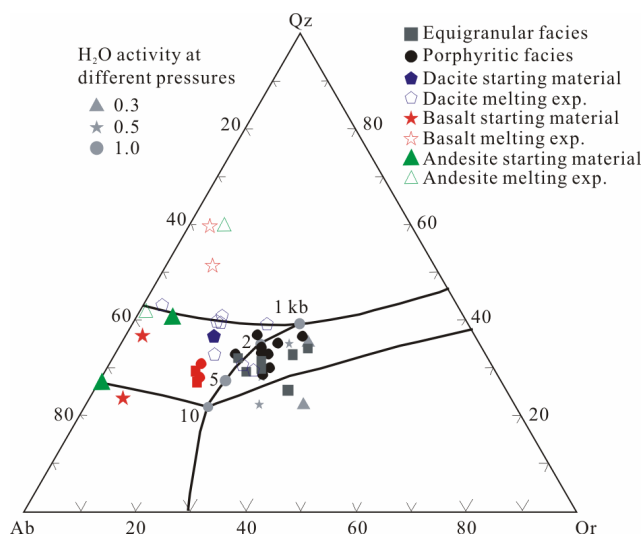 Qz
H₂O activity at
different pressures
0.3
0.5
1.0
Equigranular facies
Porphyritic facies
Dacite starting material
Dacite melting exp.
Basalt starting material
Basalt melting exp.
Andesite starting material
Andesite melting exp.
20
80
40
60
60
1 kb
40
2
5
80
10
20
Ab
20
40
60
80
Or